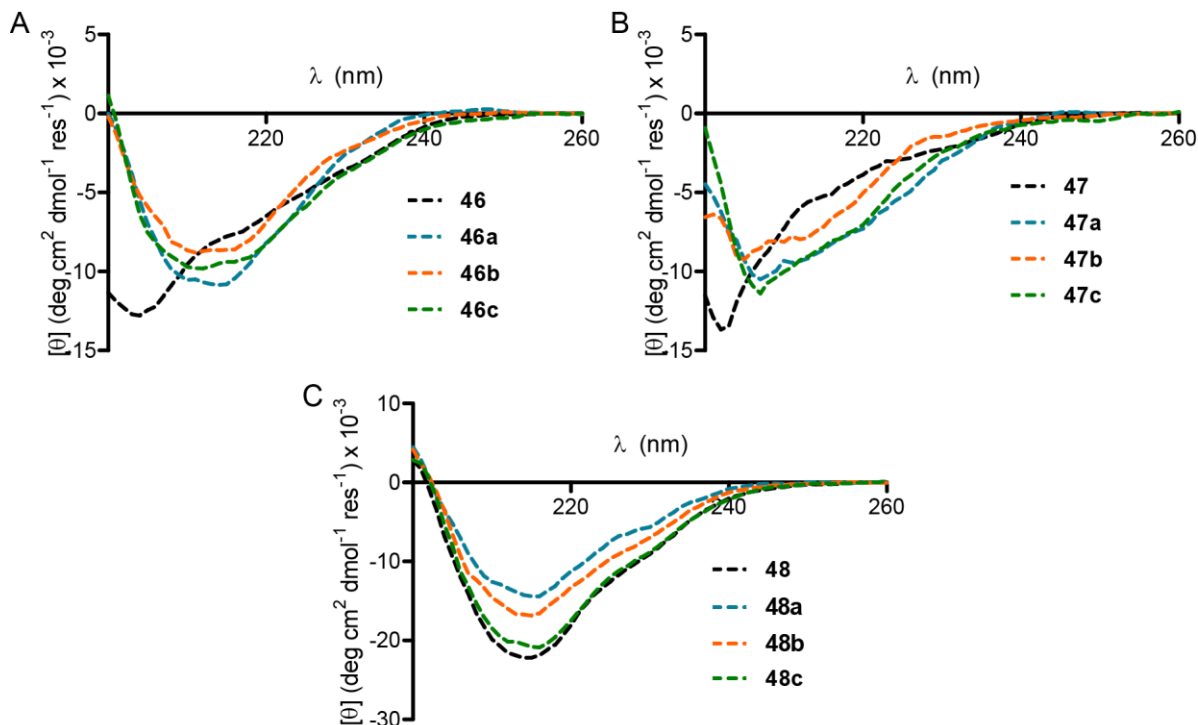 A
[θ] (deg cm² dmol⁻¹ res⁻¹) x 10⁻³
5
0
-5
-10
-15
λ (nm)
220
240
260
46
46a
46b
46c
B
[θ] (deg cm² dmol⁻¹ res⁻¹) x 10⁻³
5
0
-5
-10
-15
λ (nm)
220
240
260
47
47a
47b
47c
C
[θ] (deg cm² dmol⁻¹ res⁻¹) x 10⁻³
10
0
-10
-20
-30
λ (nm)
220
240
260
48
48a
48b
48c